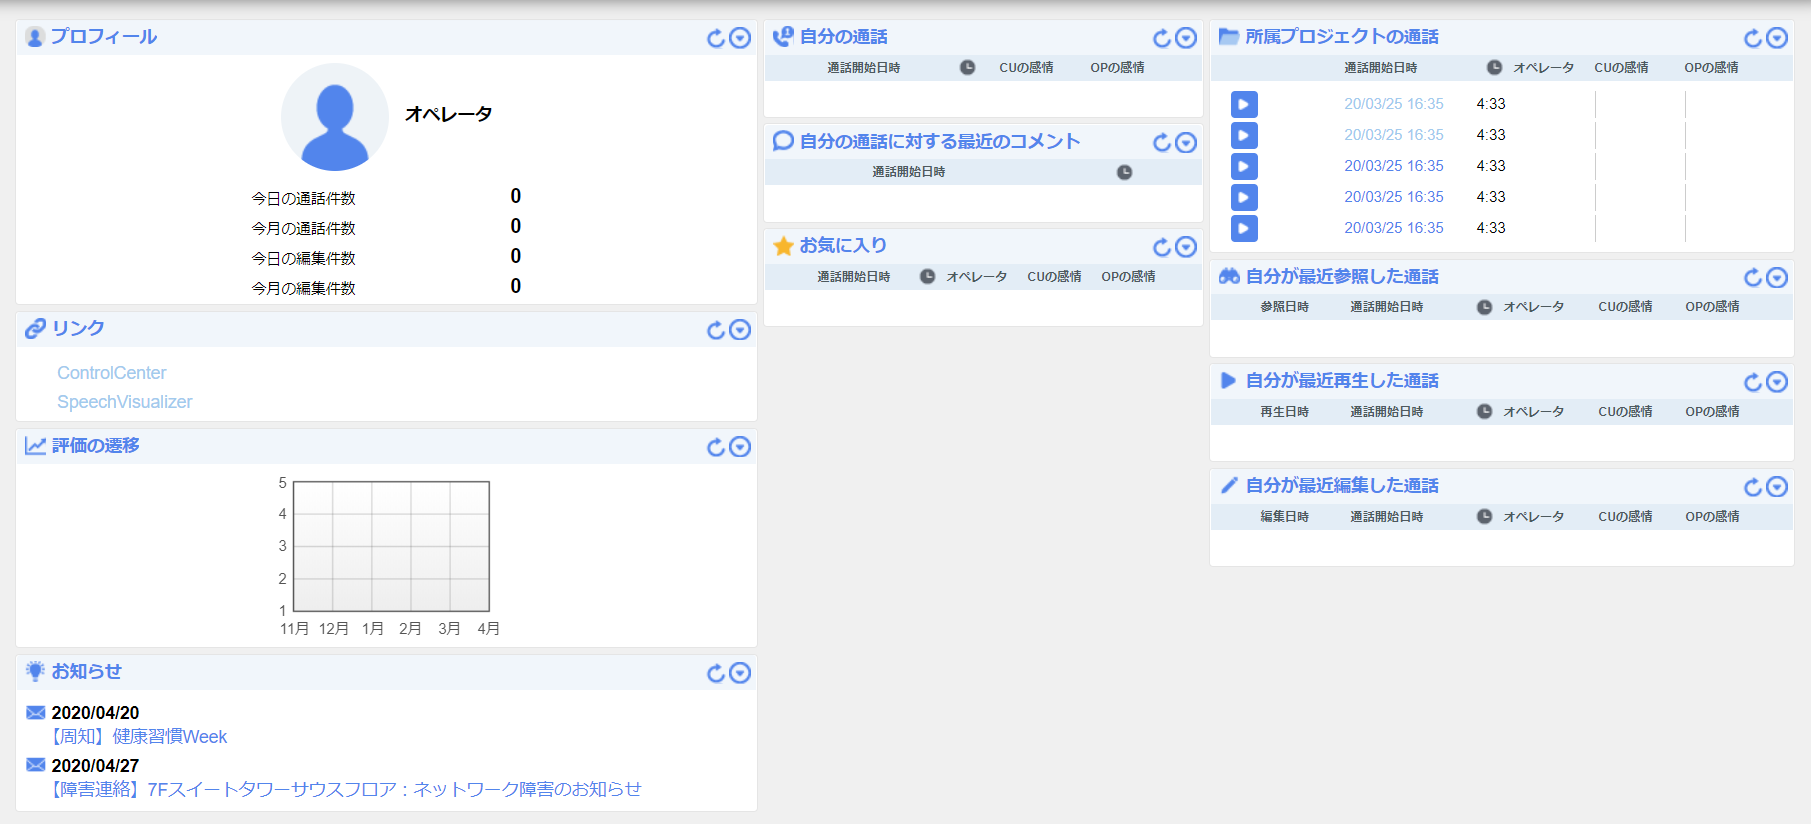 プロフィール
オペレータ
今日の通話件数 0
今月の通話件数 0
今日の編集件数 0
今月の編集件数 0
リンク
ControlCenter
SpeechVisualizer
評価の遷移
5
4
3
2
1
11月 12月 1月 2月 3月 4月
お知らせ
2020/04/20
【周知】健康習慣Week
2020/04/27
【障害連絡】7Fスイートタワーサウスフロア：ネットワーク障害のお知らせ
自分の通話
通話開始日時 CUの感情 OPの感情
自分の通話に対する最近のコメント
通話開始日時
お気に入り
通話開始日時 オペレータ CUの感情 OPの感情
所属プロジェクトの通話
通話開始日時 オペレータ CUの感情 OPの感情
20/03/25 16:35 4:33
20/03/25 16:35 4:33
20/03/25 16:35 4:33
20/03/25 16:35 4:33
20/03/25 16:35 4:33
自分が最近参照した通話
参照日時 通話開始日時 オペレータ CUの感情 OPの感情
自分が最近再生した通話
再生日時 通話開始日時 オペレータ CUの感情 OPの感情
自分が最近編集した通話
編集日時 通話開始日時 オペレータ CUの感情 OPの感情